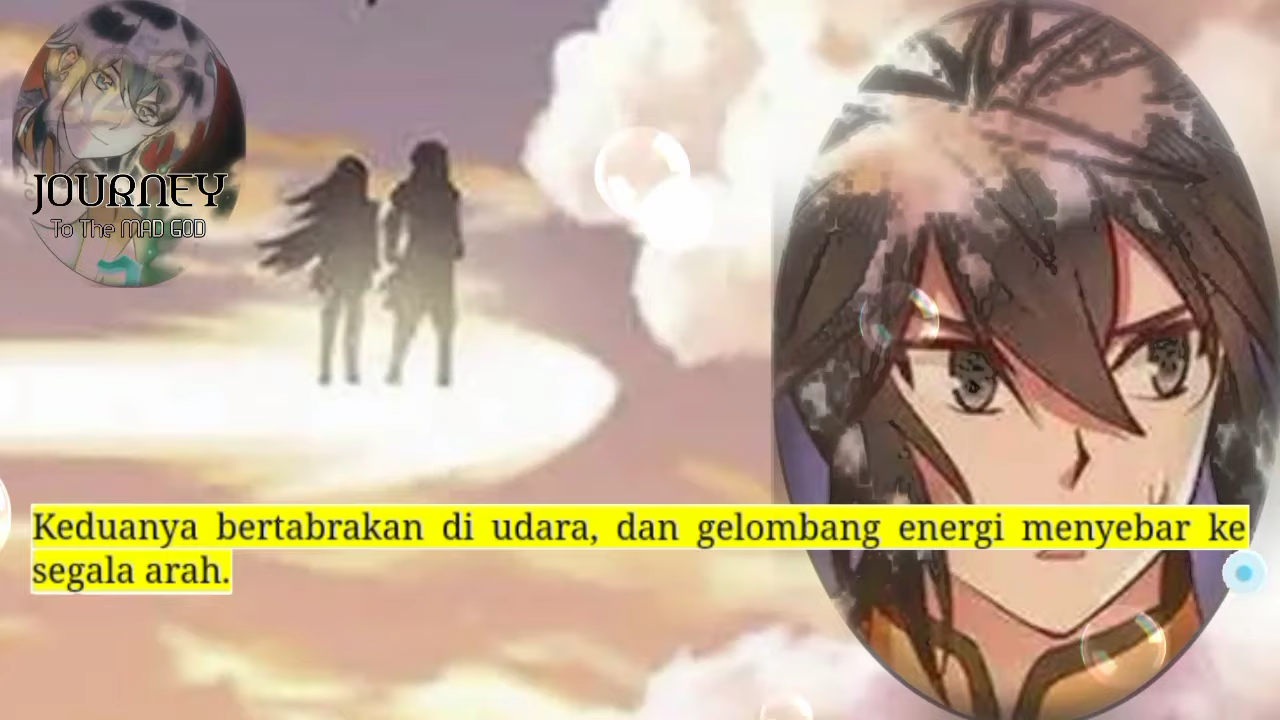 JOURNEY
To The MAD GOD
Keduanya bertabrakan di udara, dan gelombang energi menyebar ke
segala arah.